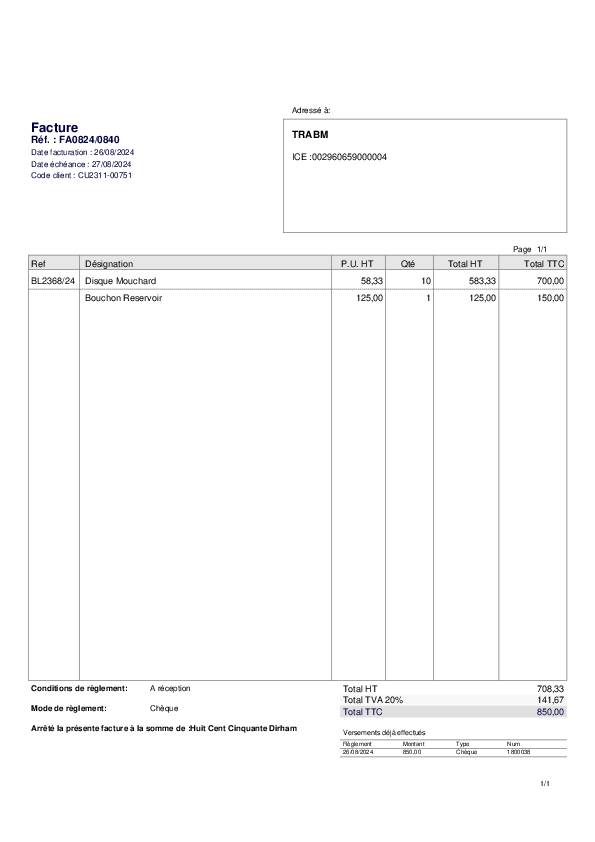 Adressé à:
Facture
Réf. : FA0824/0840
Date facturation : 26/08/2024
Date échéance : 27/08/2024
Code client : CU2311-00751
TRABM
ICE :002960659000004
Page 1/1
Ref Désignation P.U. HT Qté Total HT Total TTC
BL2368/24 Disque Mouchard 58,33 10 583,33 700,00
Bouchon Reservoir 125,00 1 125,00 150,00
Conditions de règlement: A réception
Mode de règlement: Chèque
Arrêté la présente facture à la somme de :Huit Cent Cinquante Dirham
Total HT 708,33
Total TVA 20% 141,67
Total TTC 850,00
Versements déjà effectués
Règlement Montant Type Num
26/08/2024 850,00 Chèque 1800038
1/1